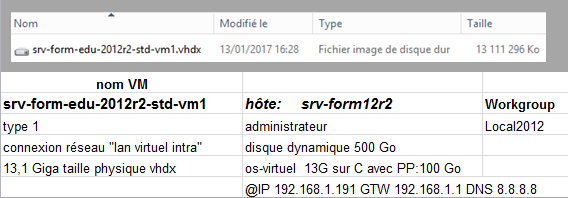 Nom Modifié le Type Taille
srv-form-edu-2012r2-std-vm1.vhdx 13/01/2017 16:28 Fichier image de disque dur 13 111 296 Ko
nom VM
srv-form-edu-2012r2-std-vm1 hôte: srv-form12r2 Workgroup
type 1 administrateur Local2012
connexion réseau "lan virtuel intra" disque dynamique 500 Go
13,1 Giga taille physique vhdx os-virtuel 13G sur C avec PP:100 Go
@IP 192.168.1.191 GTW 192.168.1.1 DNS 8.8.8.8